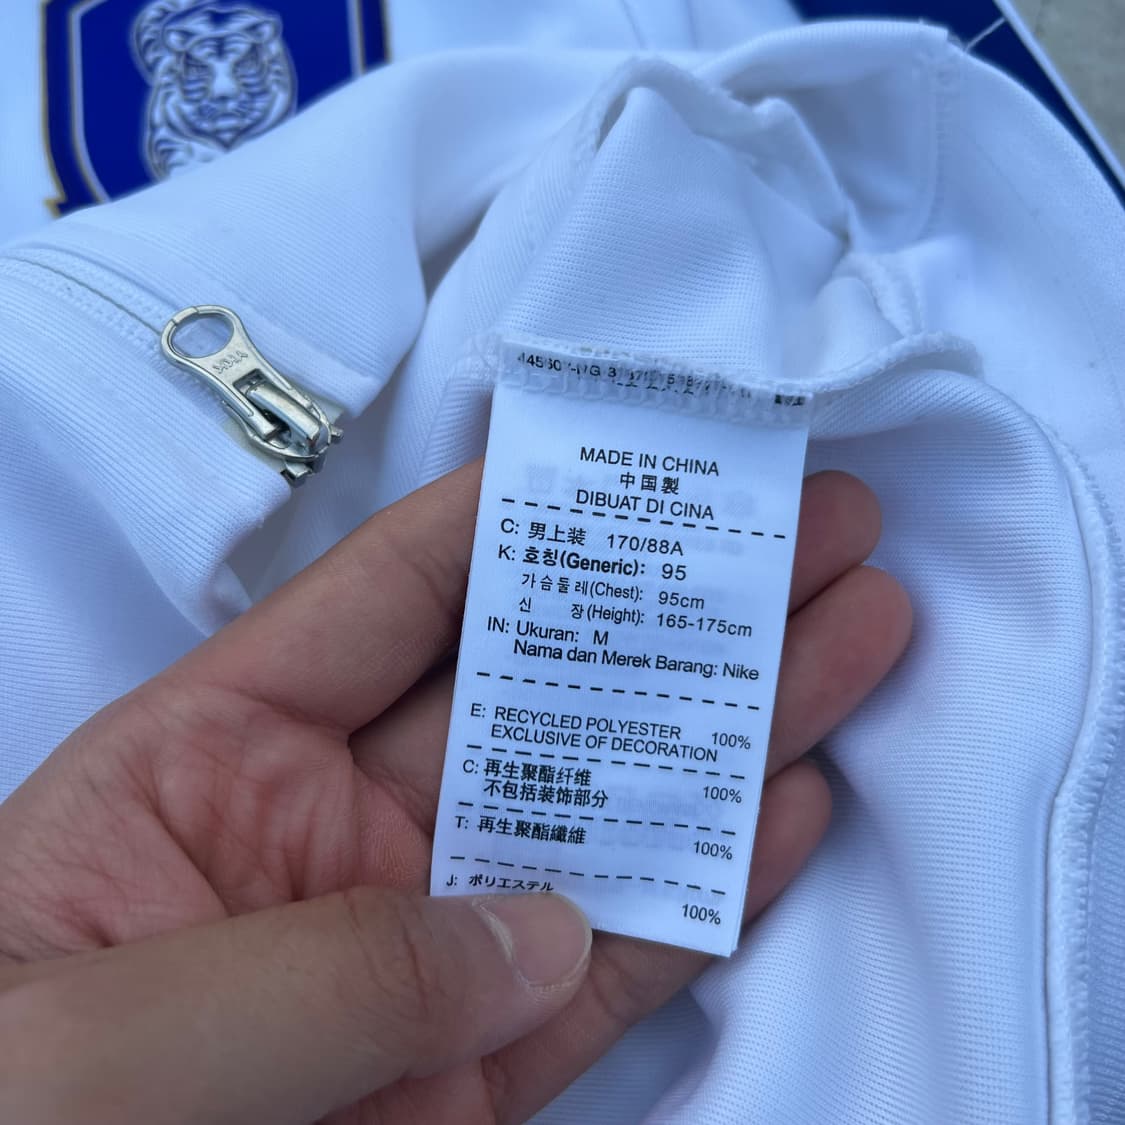 MADE IN CHINA
中国製
DIBUAT DI CINA
C: 男上装 170/88A
K: 호칭(Generic): 95
가슴둘레(Chest): 95cm
신 장(Height): 165-175cm
IN: Ukuran: M
Nama dan Merek Barang: Nike
E: RECYCLED POLYESTER 100%
EXCLUSIVE OF DECORATION
C: 再生聚酯纤维 100%
不包括装饰部分
T: 再生聚酯纖維 100%
J: ポリエステル 100%